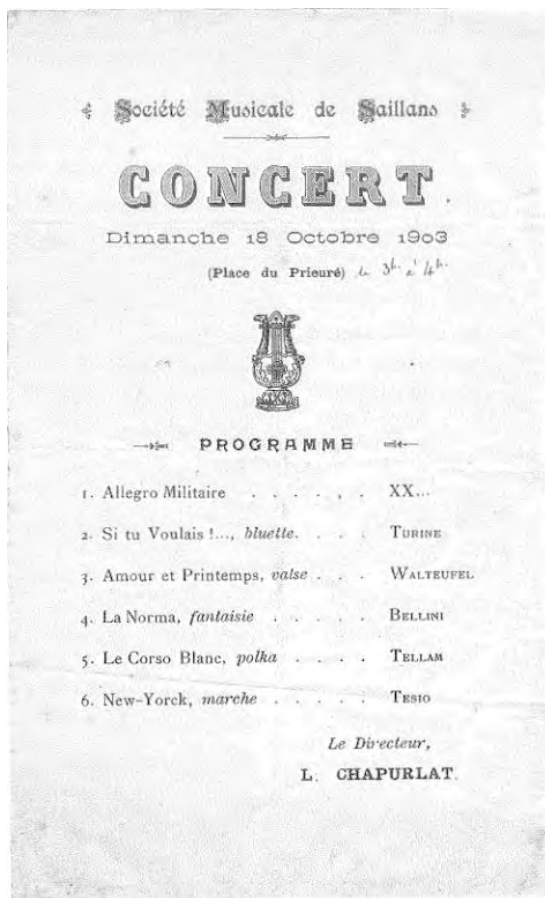 Société Musicale de Saillans
CONCERT
Dimanche 18 Octobre 1903
(Place du Prieuré) de 3h. à 4h.
PROGRAMME
1. Allegro Militaire . . . . . . XX...
2. Si tu Voulais !..., bluette. . . . TURINE
3. Amour et Printemps, valse . . . WALTEUFEL
4. La Norma, fantaisie . . . . . BELLINI
5. Le Corso Blanc, polka . . . . TELLAM
6. New-Yorck, marche . . . . . TESIO
Le Directeur,
L. CHAPURLAT.